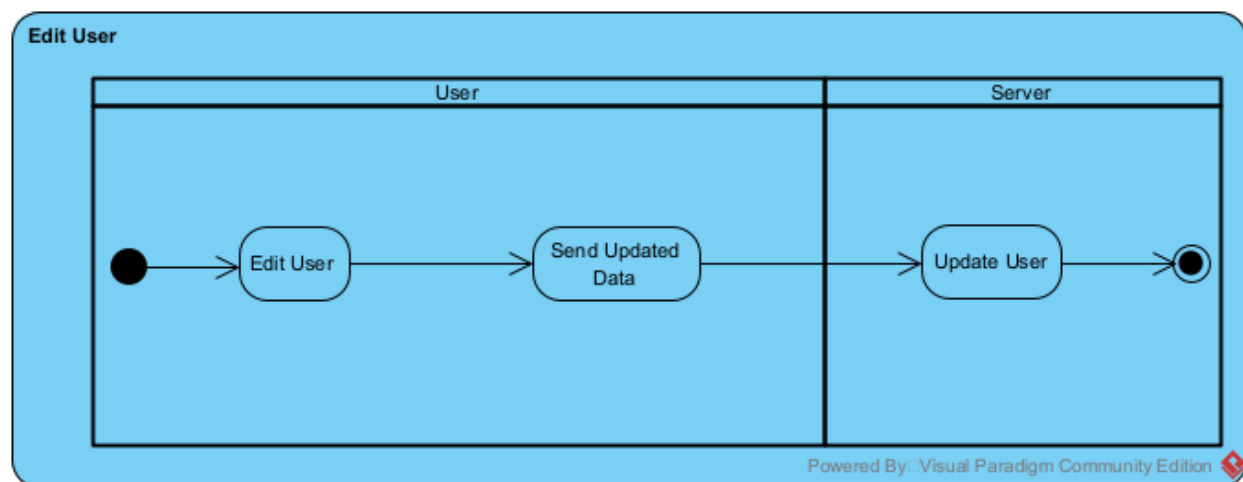 Edit User
User
Server
Edit User
Send Updated
Data
Update User
Powered By Visual Paradigm Community Edition